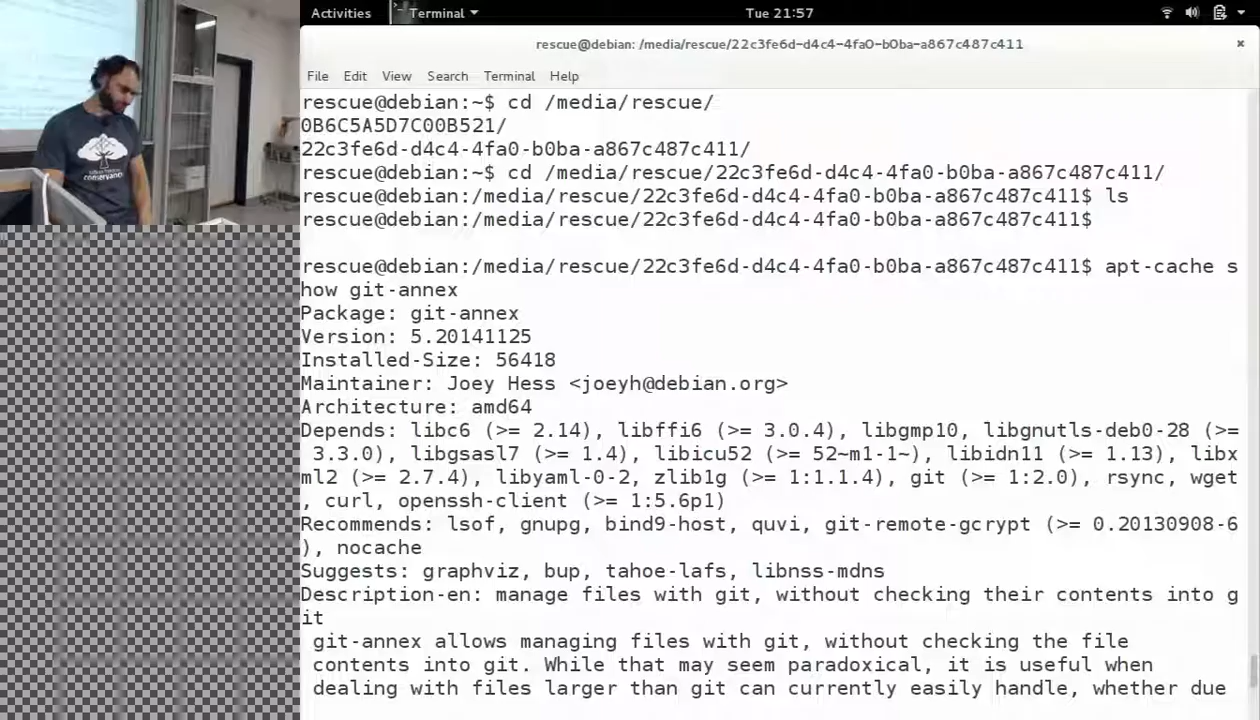 Activities
Terminal
Tue 21:57
rescue@debian: /media/rescue/22c3fe6d-d4c4-4fa0-b0ba-a867c487c411
File Edit View Search Terminal Help
rescue@debian:~$ cd /media/rescue/
0B6C5A5D7C00B521/
22c3fe6d-d4c4-4fa0-b0ba-a867c487c411/
rescue@debian:~$ cd /media/rescue/22c3fe6d-d4c4-4fa0-b0ba-a867c487c411/
rescue@debian:/media/rescue/22c3fe6d-d4c4-4fa0-b0ba-a867c487c411$ ls
rescue@debian:/media/rescue/22c3fe6d-d4c4-4fa0-b0ba-a867c487c411$
rescue@debian:/media/rescue/22c3fe6d-d4c4-4fa0-b0ba-a867c487c411$ apt-cache s
how git-annex
Package: git-annex
Version: 5.20141125
Installed-Size: 56418
Maintainer: Joey Hess <joeyh@debian.org>
Architecture: amd64
Depends: libc6 (>= 2.14), libffi6 (>= 3.0.4), libgmp10, libgnutls-deb0-28 (>=
3.3.0), libgsasl7 (>= 1.4), libicu52 (>= 52~m1-1~), libidn11 (>= 1.13), libx
ml2 (>= 2.7.4), libyaml-0-2, zlib1g (>= 1:1.1.4), git (>= 1:2.0), rsync, wget
, curl, openssh-client (>= 1:5.6p1)
Recommends: lsof, gnupg, bind9-host, quvi, git-remote-gcrypt (>= 0.20130908-6
), nocache
Suggests: graphviz, bup, tahoe-lafs, libnss-mdns
Description-en: manage files with git, without checking their contents into g
it
git-annex allows managing files with git, without checking the file
contents into git. While that may seem paradoxical, it is useful when
dealing with files larger than git can currently easily handle, whether due
conservancy